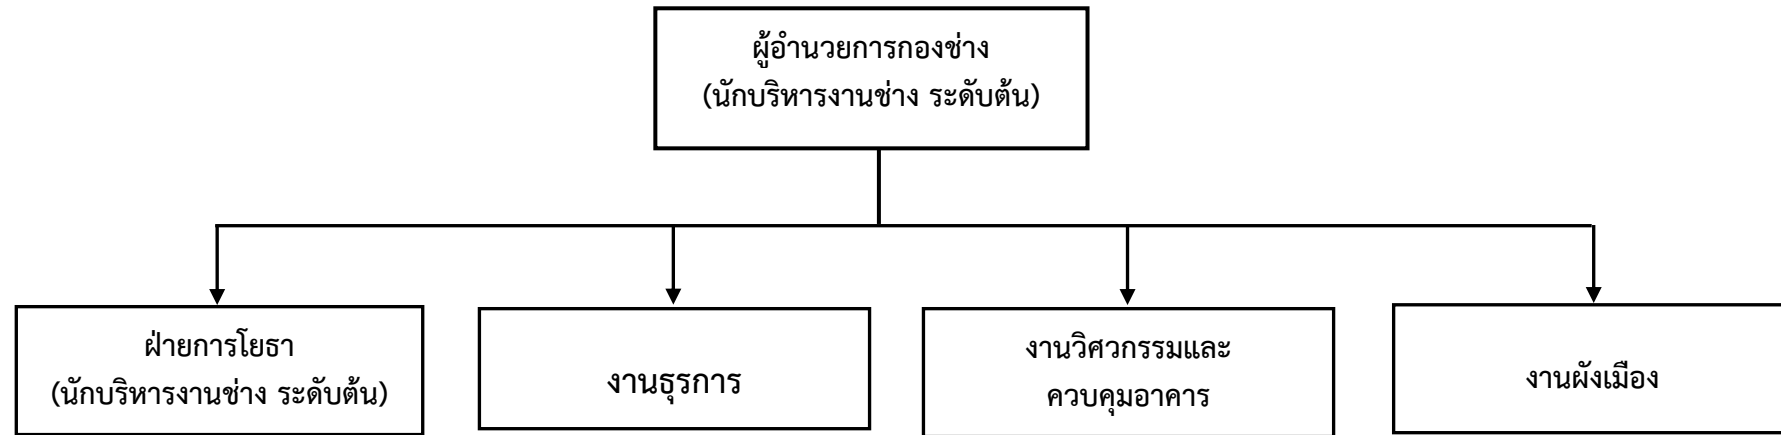 ผู้อำนวยการกองช่าง
(นักบริหารงานช่าง ระดับต้น)
ฝ่ายการโยธา
(นักบริหารงานช่าง ระดับต้น)
งานธุรการ
งานวิศวกรรมและ
ควบคุมอาคาร
งานผังเมือง